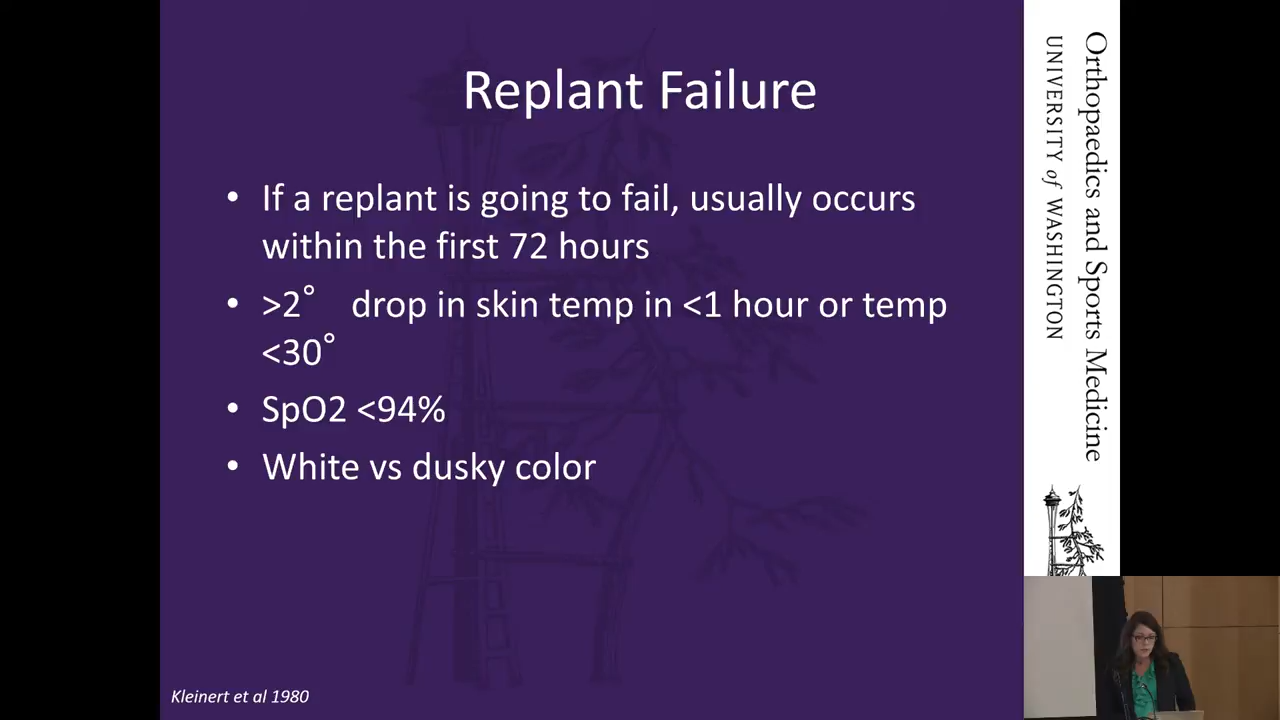 Replant Failure
• If a replant is going to fail, usually occurs
within the first 72 hours
• >2° drop in skin temp in <1 hour or temp
<30°
• SpO2 <94%
• White vs dusky color
Kleinert et al 1980
Orthopaedics and Sports Medicine
UNIVERSITY of WASHINGTON